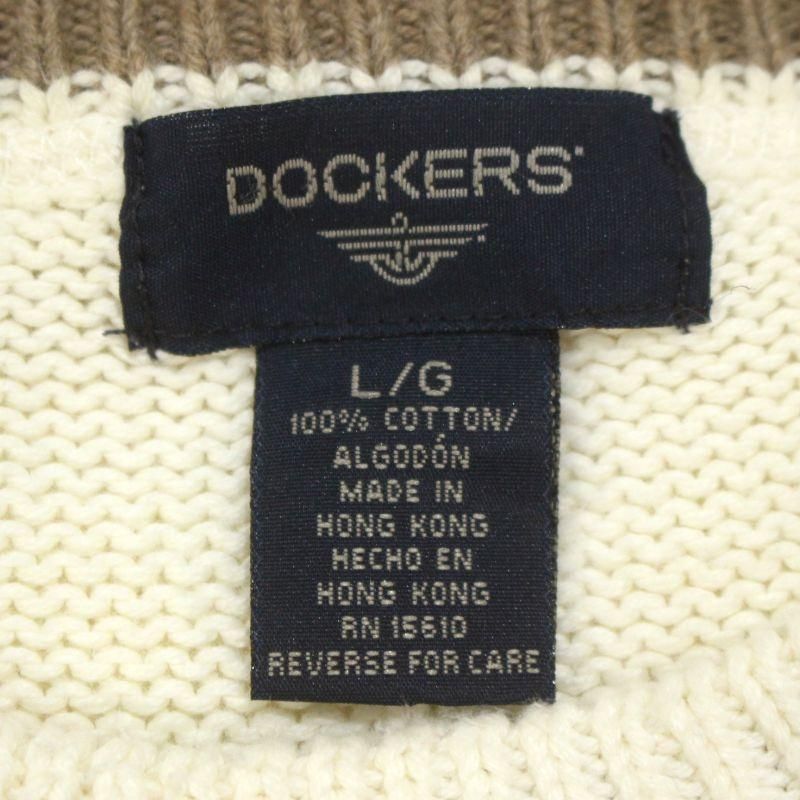 DOCKERS
L/G
100% COTTON/
ALGODÓN
MADE IN
HONG KONG
HECHO EN
HONG KONG
RN 15610
REVERSE FOR CARE